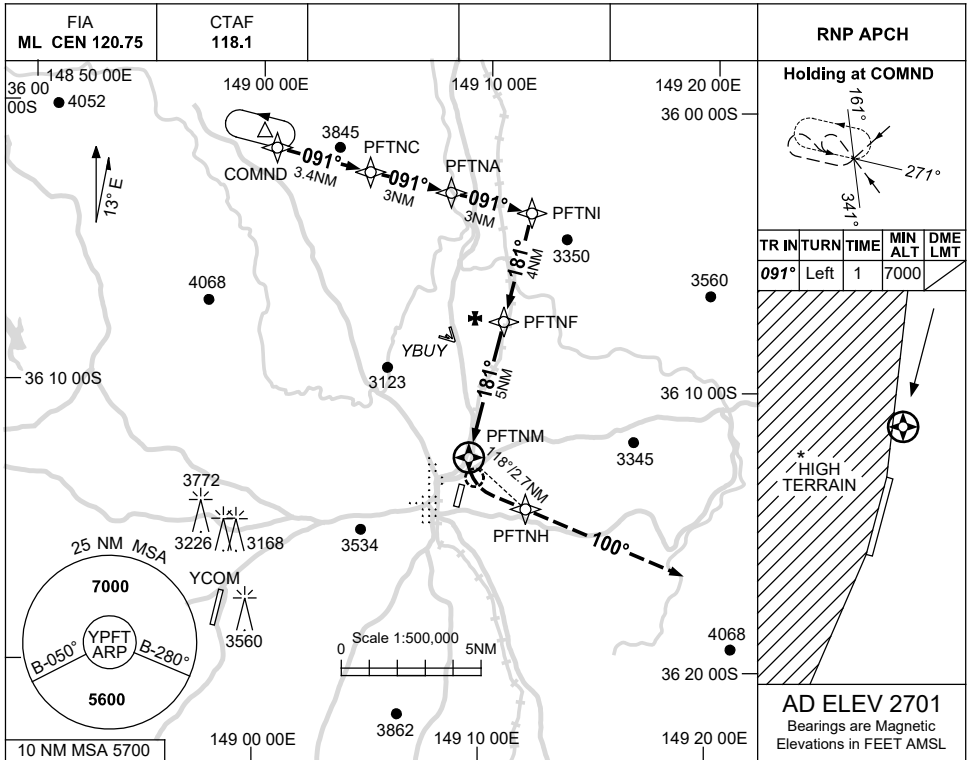 FIA
ML CEN 120.75
CTAF
118.1
RNP APCH
148 50 00E
149 00 00E
149 10 00E
149 20 00E
36 00
00S
4052
36 00 00S
13° E
3845
PFTNC
PFTNA
COMND
091°
3.4NM
091°
3NM
091°
3NM
PFTNI
3350
181°
4NM
4068
3560
PFTNF
YBUY
3123
36 10 00S
181°
5NM
36 10 00S
PFTNM
118°/2.7NM
3345
3772
3226
3168
3534
PFTNH
100°
25 NM MSA
7000
YPFT
ARP
B-050°
B-280°
5600
YCOM
3560
Scale 1:500,000
0
5NM
4068
36 20 00S
3862
10 NM MSA 5700
149 00 00E
149 10 00E
149 20 00E
Holding at COMND
161°
271°
341°
TR IN TURN TIME MIN ALT DME LMT
091° Left 1 7000
*
HIGH
TERRAIN
AD ELEV 2701
Bearings are Magnetic
Elevations in FEET AMSL